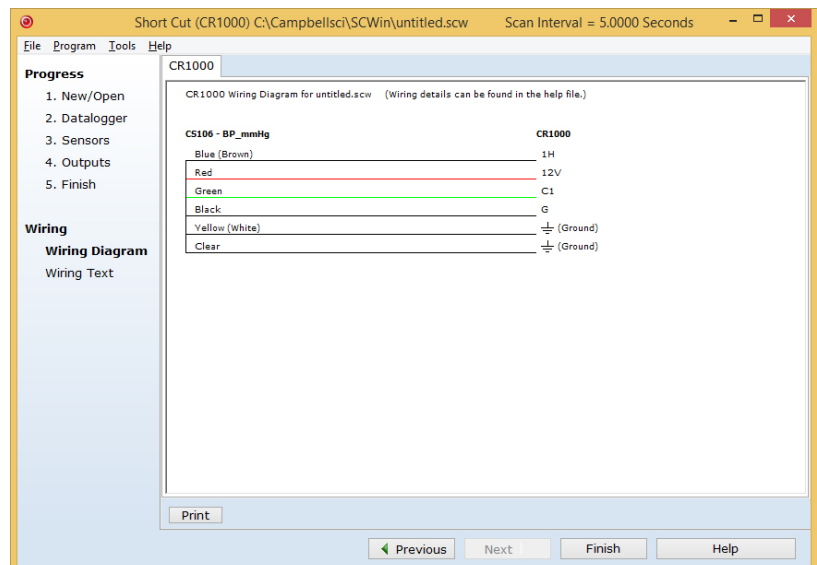 Short Cut (CR1000) C:\Campbellsci\SCWin\untitled.scw Scan Interval = 5.0000 Seconds
File Program Tools Help
Progress
1. New/Open
2. Datalogger
3. Sensors
4. Outputs
5. Finish
Wiring
Wiring Diagram
Wiring Text
CR1000
CR1000 Wiring Diagram for untitled.scw (Wiring details can be found in the help file.)
CS106 - BP_mmHg CR1000
Blue (Brown) 1H
Red 12V
Green C1
Black G
Yellow (White) (Ground)
Clear (Ground)
Print
Previous Next Finish Help